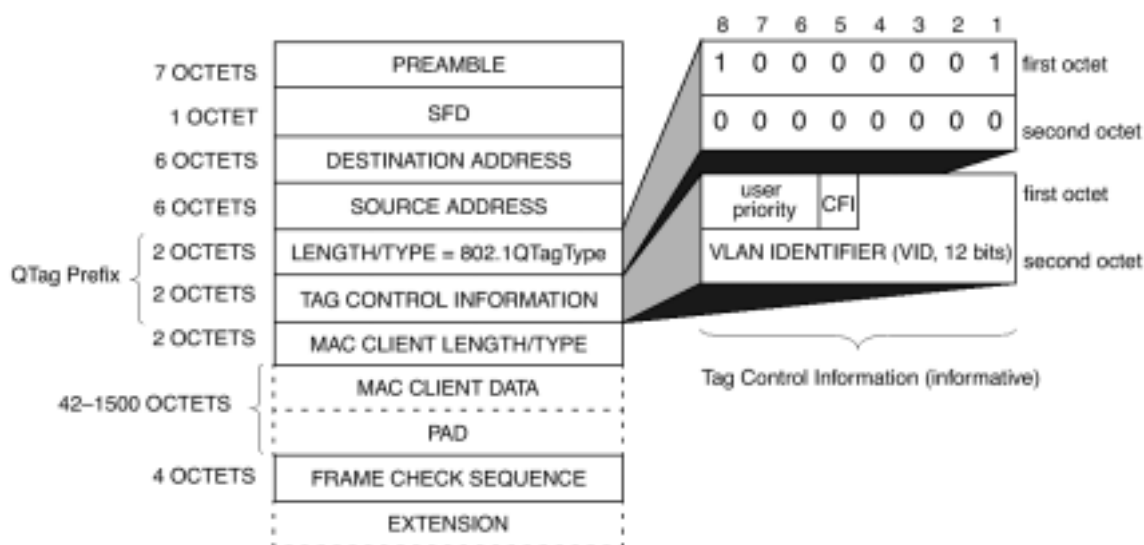 8 7 6 5 4 3 2 1
7 OCTETS PREAMBLE 1 0 0 0 0 0 0 1 first octet
1 OCTET SFD 0 0 0 0 0 0 0 0 second octet
6 OCTETS DESTINATION ADDRESS
6 OCTETS SOURCE ADDRESS user priority CFI first octet
QTag Prefix
2 OCTETS LENGTH/TYPE = 802.1QTagType VLAN IDENTIFIER (VID, 12 bits) second octet
2 OCTETS TAG CONTROL INFORMATION
2 OCTETS MAC CLIENT LENGTH/TYPE
Tag Control Information (informative)
42–1500 OCTETS MAC CLIENT DATA
PAD
4 OCTETS FRAME CHECK SEQUENCE
EXTENSION